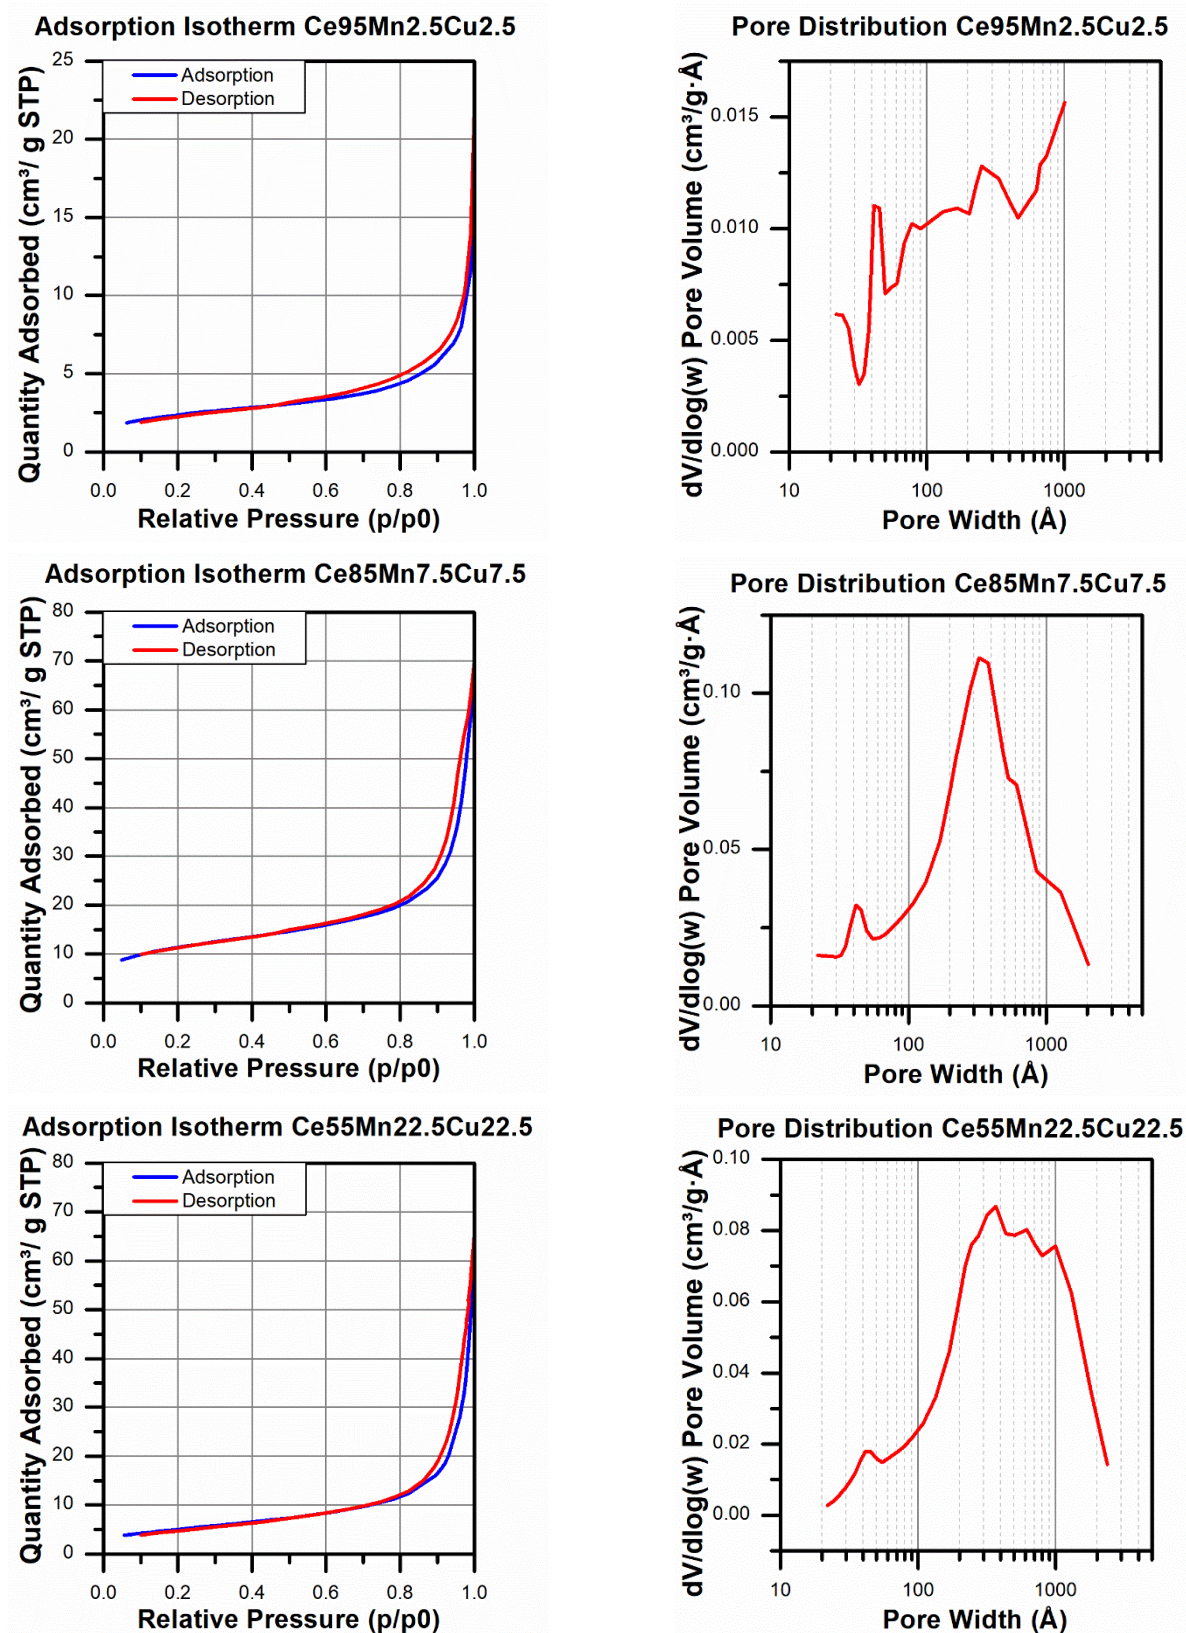 Adsorption Isotherm Ce95Mn2.5Cu2.5
Quantity Adsorbed (cm³/ g STP)
25
20
15
10
5
0
Adsorption
Desorption
0.0 0.2 0.4 0.6 0.8 1.0
Relative Pressure (p/p0)
Pore Distribution Ce95Mn2.5Cu2.5
dV/dlog(w) Pore Volume (cm³/g·Å)
0.015
0.010
0.005
0.000
10 100 1000
Pore Width (Å)
Adsorption Isotherm Ce85Mn7.5Cu7.5
Quantity Adsorbed (cm³/ g STP)
80
70
60
50
40
30
20
10
0
Adsorption
Desorption
0.0 0.2 0.4 0.6 0.8 1.0
Relative Pressure (p/p0)
Pore Distribution Ce85Mn7.5Cu7.5
dV/dlog(w) Pore Volume (cm³/g·Å)
0.10
0.05
0.00
10 100 1000
Pore Width (Å)
Adsorption Isotherm Ce55Mn22.5Cu22.5
Quantity Adsorbed (cm³/ g STP)
80
70
60
50
40
30
20
10
0
Adsorption
Desorption
0.0 0.2 0.4 0.6 0.8 1.0
Relative Pressure (p/p0)
Pore Distribution Ce55Mn22.5Cu22.5
dV/dlog(w) Pore Volume (cm³/g·Å)
0.10
0.08
0.06
0.04
0.02
0.00
10 100 1000
Pore Width (Å)